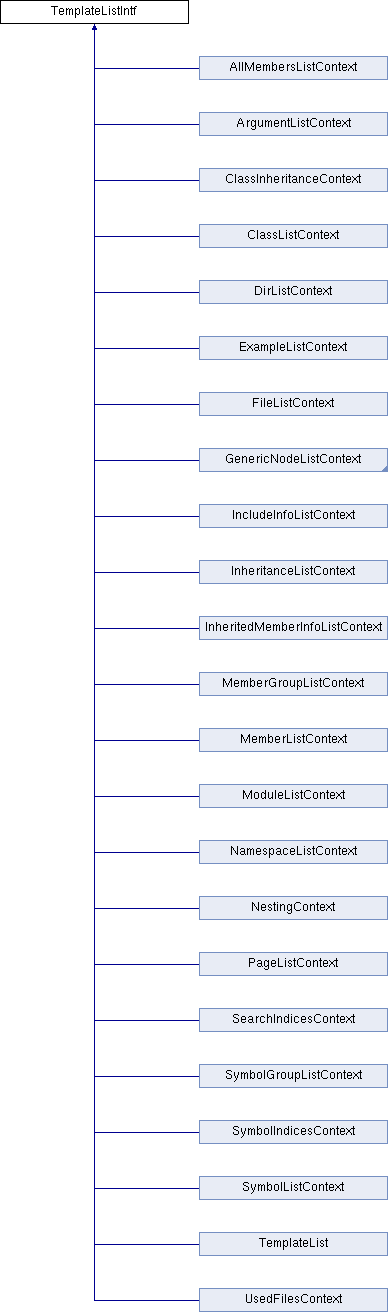 TemplateListIntf
AllMembersListContext
ArgumentListContext
ClassInheritanceContext
ClassListContext
DirListContext
ExampleListContext
FileListContext
GenericNodeListContext
IncludeInfoListContext
InheritanceListContext
InheritedMemberInfoListContext
MemberGroupListContext
MemberListContext
ModuleListContext
NamespaceListContext
NestingContext
PageListContext
SearchIndicesContext
SymbolGroupListContext
SymbolIndicesContext
SymbolListContext
TemplateList
UsedFilesContext